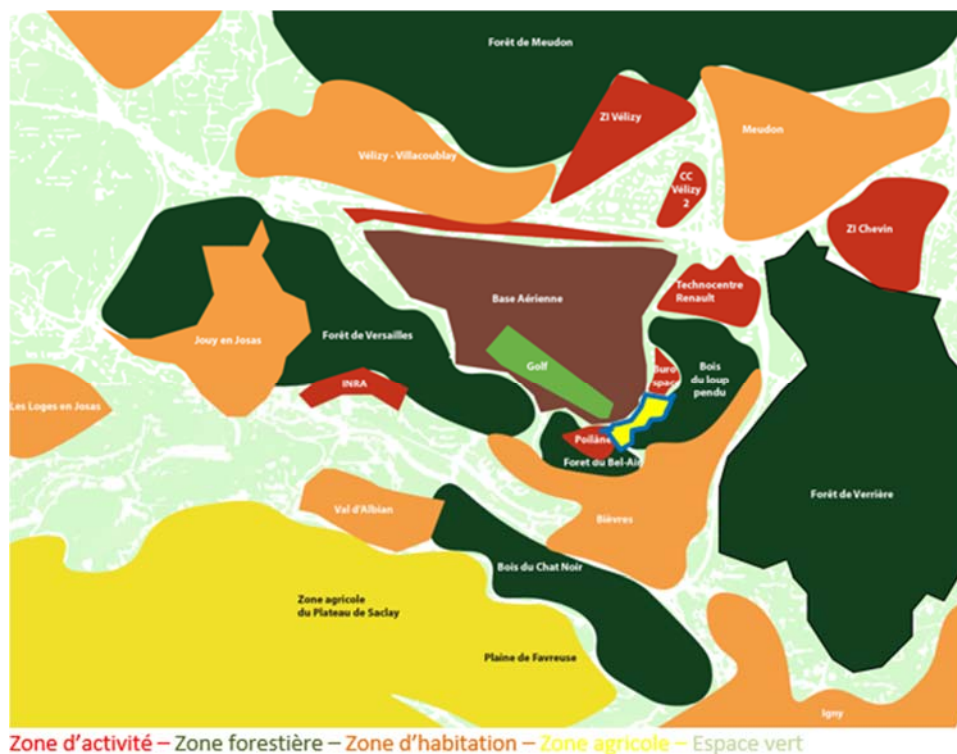 Forêt de Meudon
ZI Vélizy
Meudon
Vélizy - Villacoublay
CC
Vélizy
2
ZI Chevin
Technocentre
Renault
Base Aérienne
Forêt de Versailles
Jouy en Josas
Golf
Buro
space
Bois
du loup
pendu
INRA
Les Loges en Josas
Poilâne
Foret du Bel-Air
Forêt de Verrière
Val d'Albian
Bièvres
Bois du Chat Noir
Zone agricole
du Plateau de Saclay
Plaine de Favreuse
Igny
Zone d'activité – Zone forestière – Zone d'habitation – Zone agricole – Espace vert